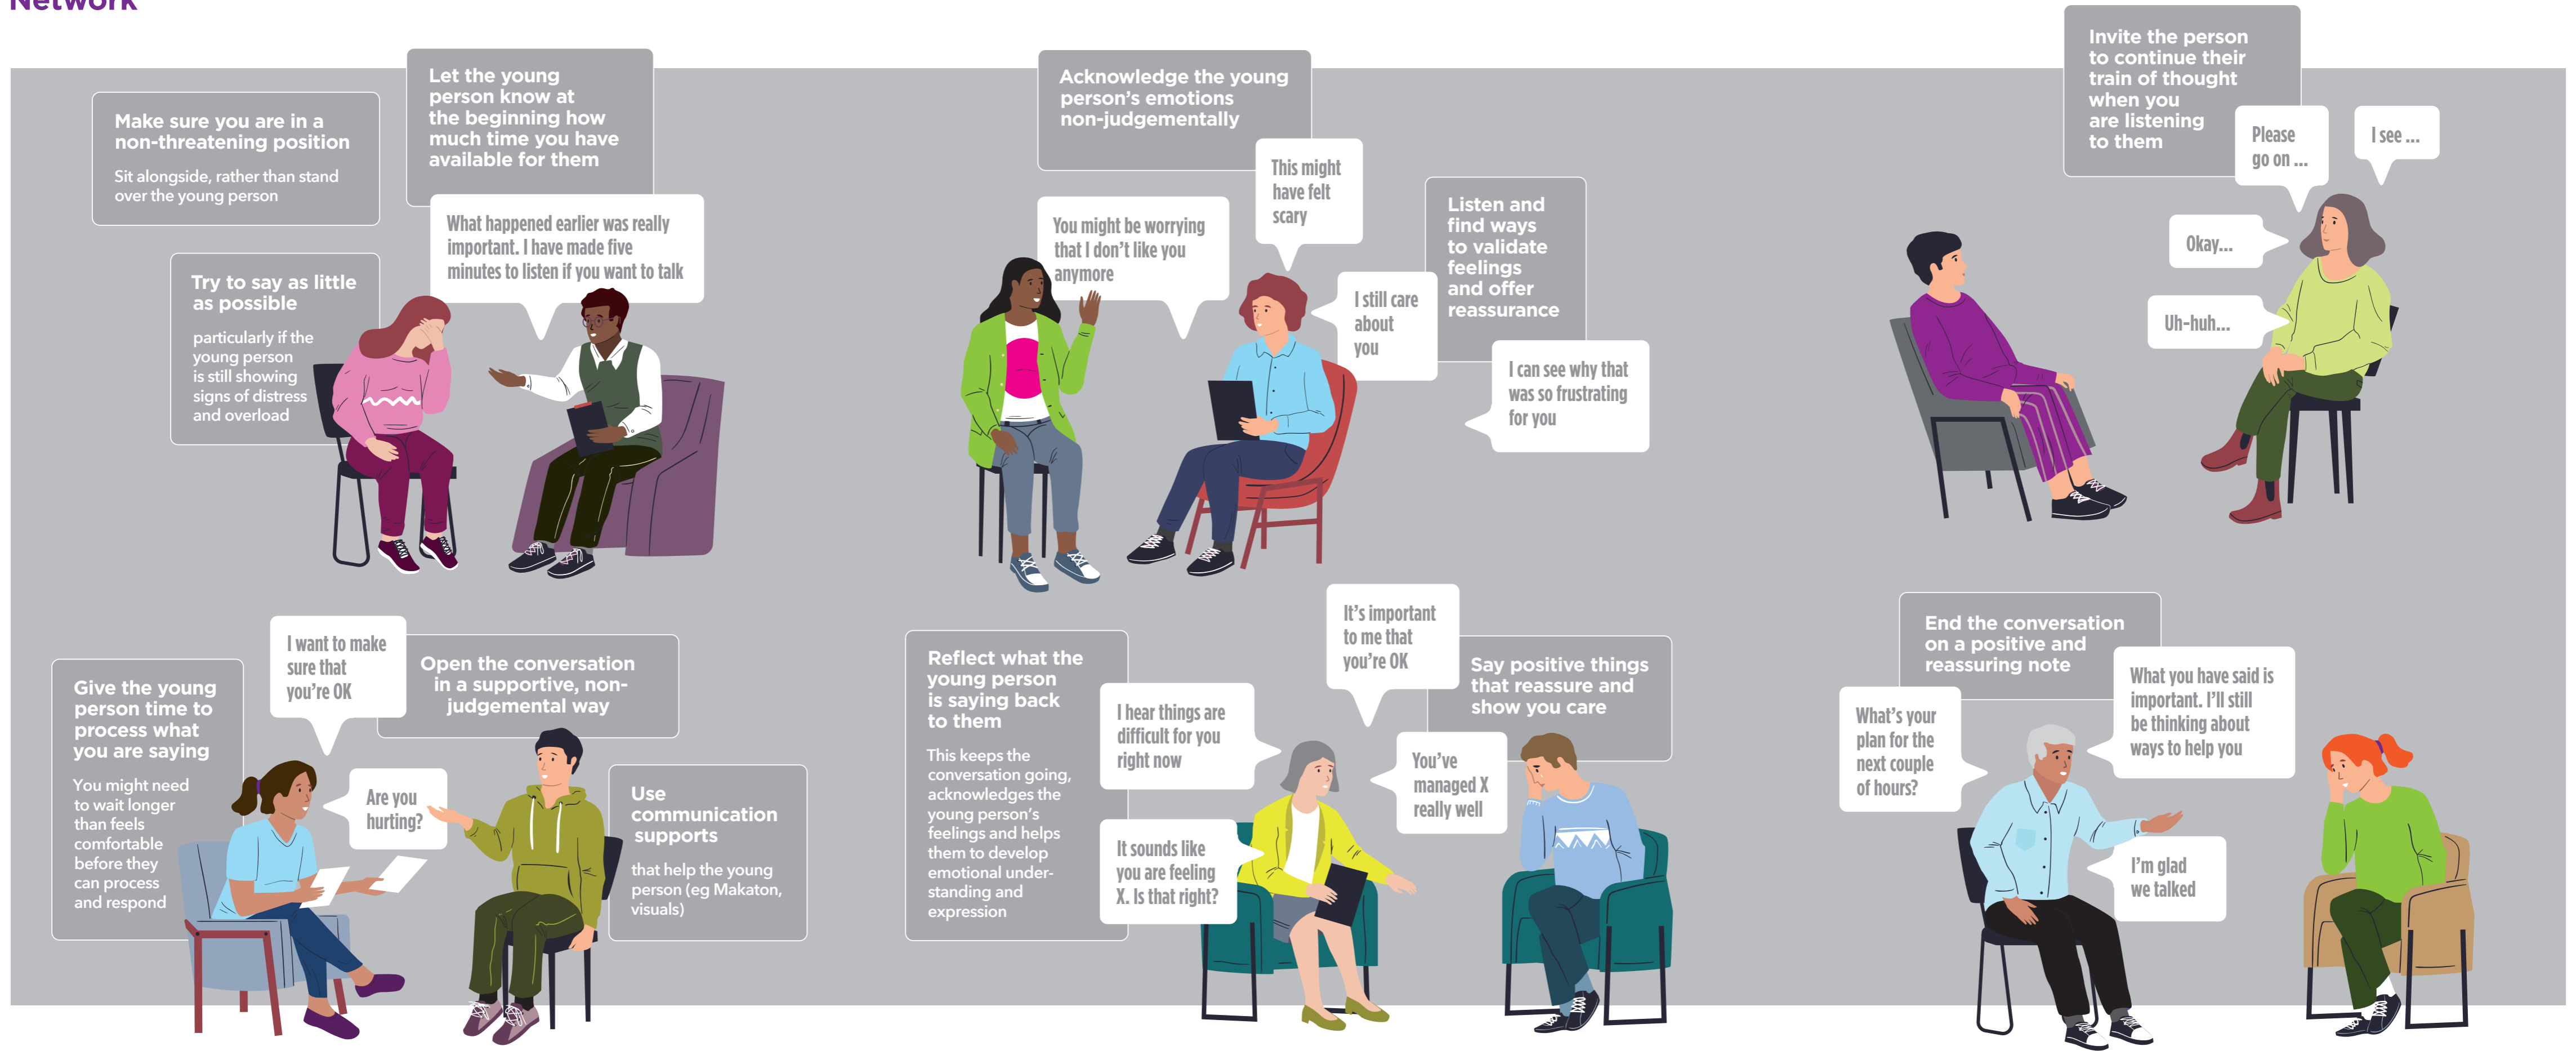 Network
Make sure you are in a
non-threatening position
Sit alongside, rather than stand
over the young person
Let the young
person know at
the beginning how
much time you have
available for them
What happened earlier was really
important. I have made five
minutes to listen if you want to talk
Try to say as little
as possible
particularly if the
young person
is still showing
signs of distress
and overload
Acknowledge the young
person's emotions
non-judgementally
This might
have felt
scary
You might be worrying
that I don't like you
anymore
Listen and
find ways
to validate
feelings
and offer
reassurance
I still care
about
you
I can see why that
was so frustrating
for you
Invite the person
to continue their
train of thought
when you
are listening
to them
Please
go on ...
I see ...
Okay...
Uh-huh...
Give the young
person time to
process what
you are saying
You might need
to wait longer
than feels
comfortable
before they
can process
and respond
I want to make
sure that
you're OK
Open the conversation
in a supportive, non-
judgemental way
Are you
hurting?
Use
communication
supports
that help the young
person (eg Makaton,
visuals)
Reflect what the
young person
is saying back
to them
This keeps the
conversation going,
acknowledges the
young person's
feelings and helps
them to develop
emotional under-
standing and
expression
I hear things are
difficult for you
right now
It sounds like
you are feeling
X. Is that right?
It's important
to me that
you're OK
Say positive things
that reassure and
show you care
You've
managed X
really well
End the conversation
on a positive and
reassuring note
What's your
plan for the
next couple
of hours?
What you have said is
important. I'll still
be thinking about
ways to help you
I'm glad
we talked